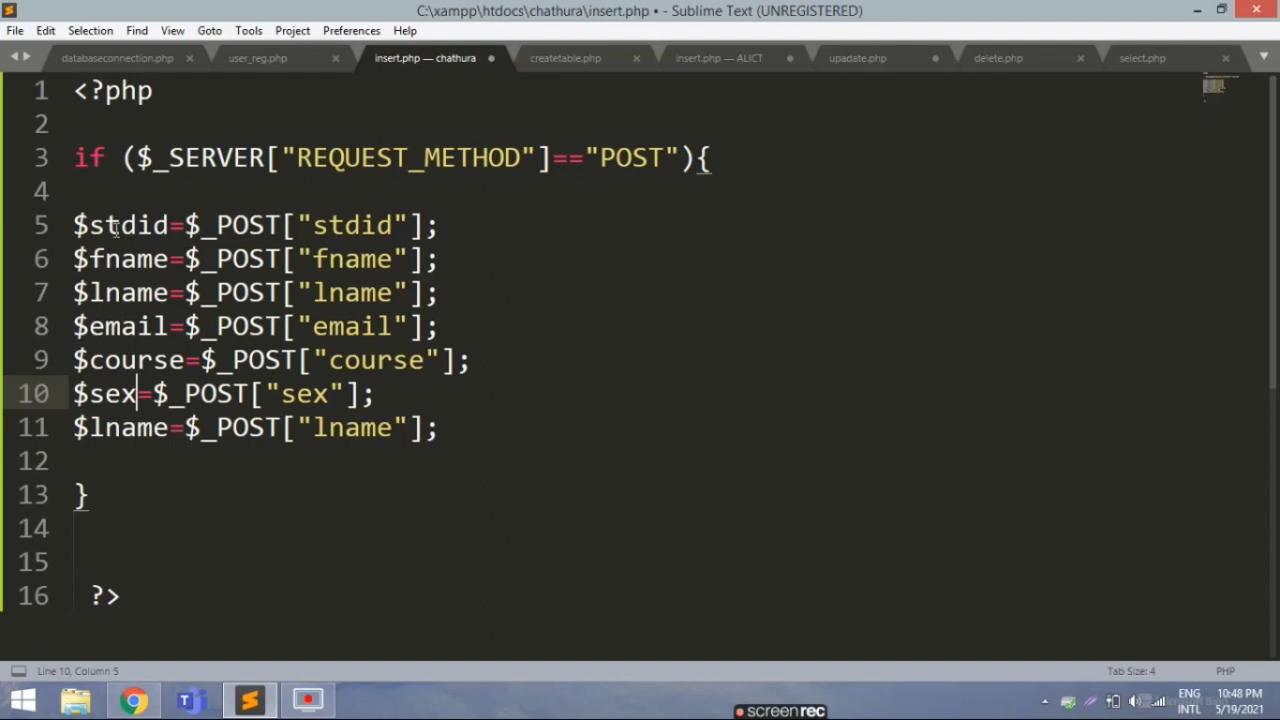 C:\xampp\htdocs\chathura\insert.php • - Sublime Text (UNREGISTERED)
File Edit Selection Find View Goto Tools Project Preferences Help
databaseconnection.php user_reg.php insert.php — chathura createtable.php insert.php — ALICT upadate.php delete.php select.php
1 <?php
2
3 if ($_SERVER["REQUEST_METHOD"]=="POST"){
4
5 $stdid=$_POST["stdid"];
6 $fname=$_POST["fname"];
7 $lname=$_POST["lname"];
8 $email=$_POST["email"];
9 $course=$_POST["course"];
10 $sex=$_POST["sex"];
11 $lname=$_POST["lname"];
12
13 }
14
15
16 ?>
Line 10, Column 5 Tab Size: 4 PHP
ENG 10:48 PM
INTL 5/19/2021
screenrec